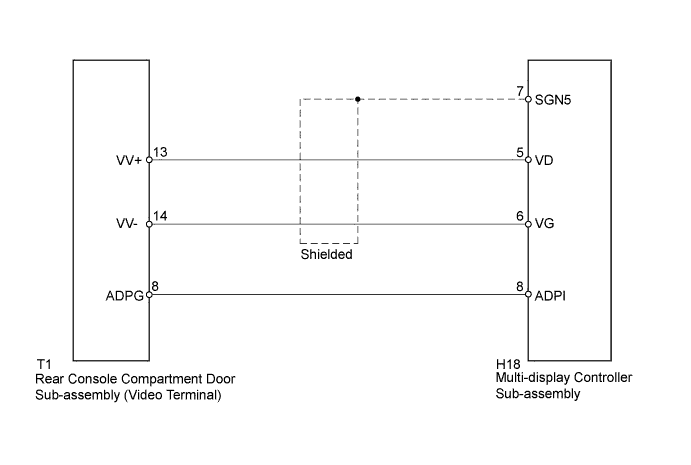 7 SGN5
VV+ 13 5 VD
VV- 14 6 VG
Shielded
ADPG 8 8 ADPI
T1
Rear Console Compartment Door
Sub-assembly (Video Terminal)
H18
Multi-display Controller
Sub-assembly